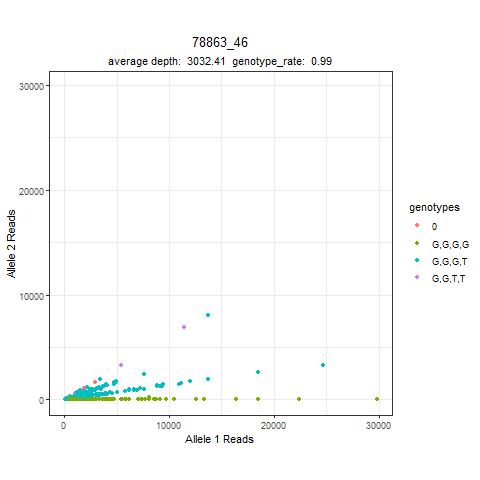 78863_46
average depth:  3032.41  genotype_rate:  0.99
30000
20000
10000
0
Allele 2 Reads
0
10000
20000
30000
Allele 1 Reads
genotypes
0
G,G,G,G
G,G,G,T
G,G,T,T